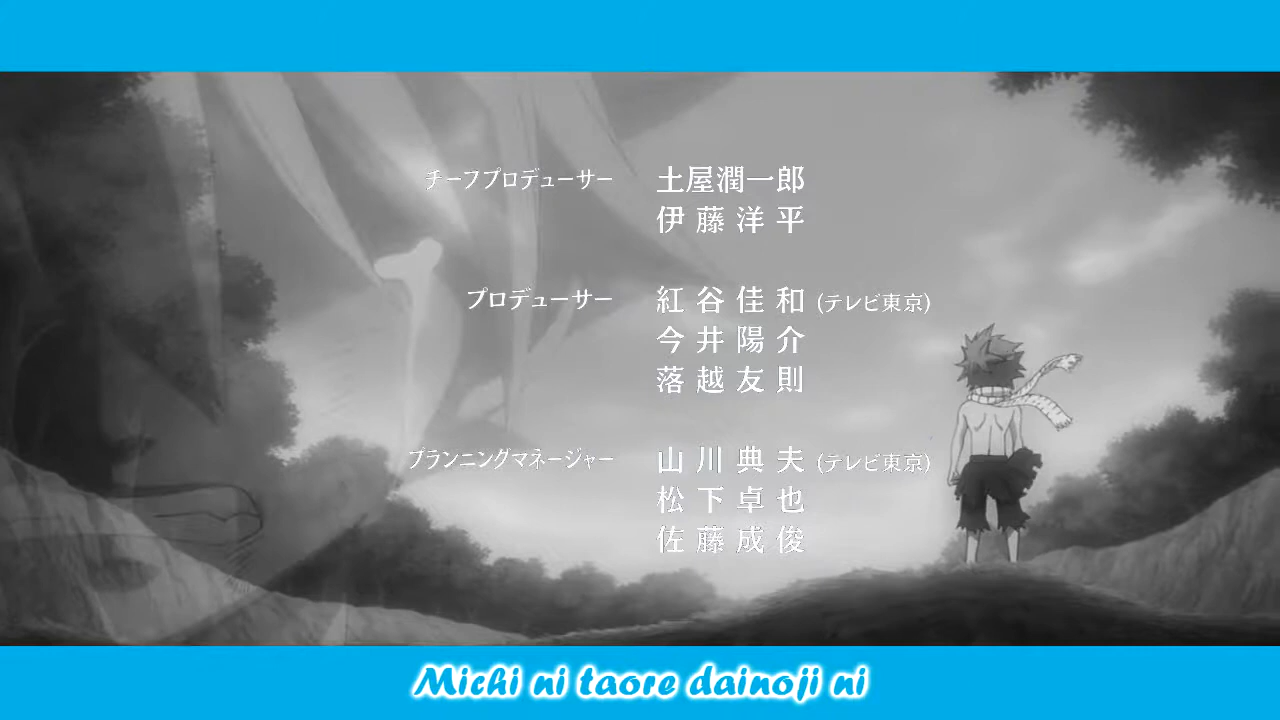 チーフプロデューサー 土屋潤一郎
伊藤洋平
プロデューサー 紅谷佳和 (テレビ東京)
今井陽介
落越友則
プランニングマネージャー 山川典夫 (テレビ東京)
松下卓也
佐藤成俊
Michi ni taore dainoji ni